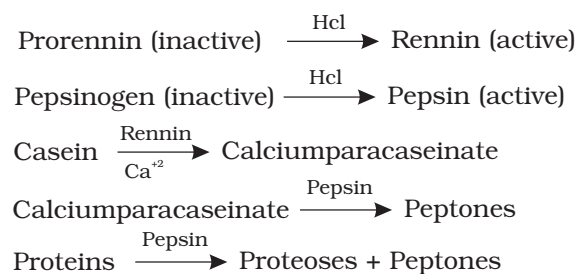 Prorennin (inactive) Hcl Rennin (active)
Pepsinogen (inactive) Hcl Pepsin (active)
Casein Rennin Ca+2 Calciumparacaseinate
Calciumparacaseinate Pepsin Peptones
Proteins Pepsin Proteoses + Peptones